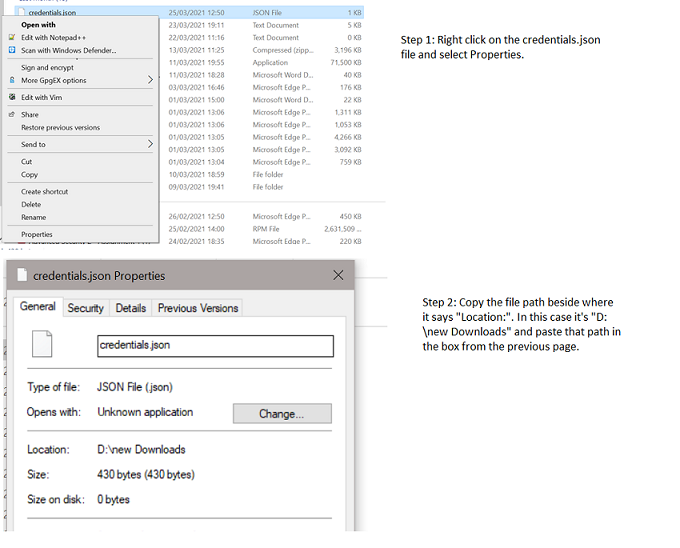 credentials.json 25/03/2021 12:50 JSON File 1 KB
Open with 23/03/2021 19:11 Text Document 5 KB
Edit with Notepad++ 22/03/2021 11:16 Text Document 0 KB
Scan with Windows Defender... 13/03/2021 11:25 Compressed (zipp... 3,196 KB
11/03/2021 19:55 Application 71,500 KB
Sign and encrypt
More GpgEX options 11/03/2021 18:28 Microsoft Word D... 40 KB
03/03/2021 16:46 Microsoft Edge P... 176 KB
Edit with Vim 01/03/2021 15:00 Microsoft Word D... 22 KB
01/03/2021 13:06 Microsoft Edge P... 1,311 KB
Share
Restore previous versions 01/03/2021 13:06 Microsoft Edge P... 1,053 KB
01/03/2021 13:05 Microsoft Edge P... 4,266 KB
Send to 01/03/2021 13:05 Microsoft Edge P... 3,092 KB
Cut 01/03/2021 13:04 Microsoft Edge P... 759 KB
Copy 10/03/2021 18:59 File folder
09/03/2021 19:41 File folder
Create shortcut
Delete
Rename 26/02/2021 12:50 Microsoft Edge P... 450 KB
25/02/2021 14:00 RPM File 2,631,509 ...
Properties 24/02/2021 18:35 Microsoft Edge P... 220 KB
Step 1: Right click on the credentials.json
file and select Properties.
credentials.json Properties
General Security Details Previous Versions
credentials.json
Type of file: JSON File (.json)
Opens with: Unknown application Change...
Location: D:\new Downloads
Size: 430 bytes (430 bytes)
Size on disk: 0 bytes
Step 2: Copy the file path beside where
it says "Location:". In this case it's "D:
\new Downloads" and paste that path in
the box from the previous page.